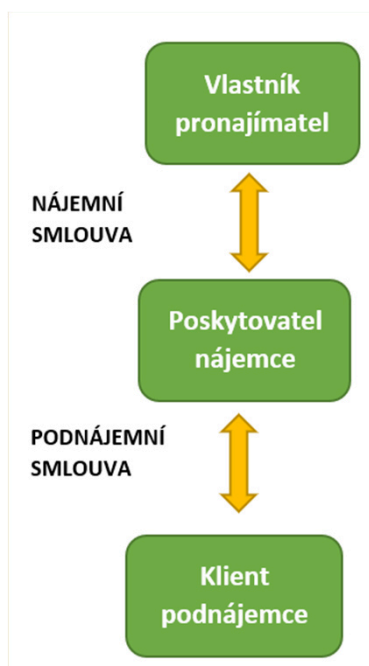 Vlastník
pronajímatel
NÁJEMNÍ
SMLOUVA
Poskytovatel
nájemce
PODNÁJEMNÍ
SMLOUVA
Klient
podnájemce